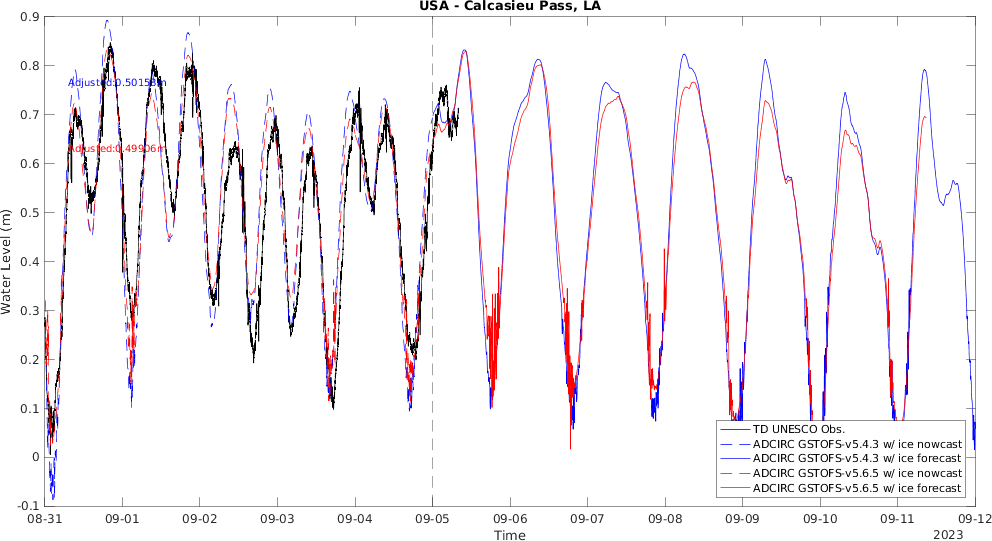 USA - Calcasieu Pass, LA
0.9
0.8
0.7
0.6
0.5
0.4
0.3
0.2
0.1
0
-0.1
Water Level (m)
Adjusted:0.4990
TD UNESCO Obs.
ADCIRC GSTOFS-v5.4.3 w/ ice nowcast
ADCIRC GSTOFS-v5.4.3 w/ ice forecast
ADCIRC GSTOFS-v5.6.5 w/ ice nowcast
ADCIRC GSTOFS-v5.6.5 w/ ice forecast
08-31 09-01 09-02 09-03 09-04 09-05 09-06 09-07 09-08 09-09 09-10 09-11 09-12
Time
2023